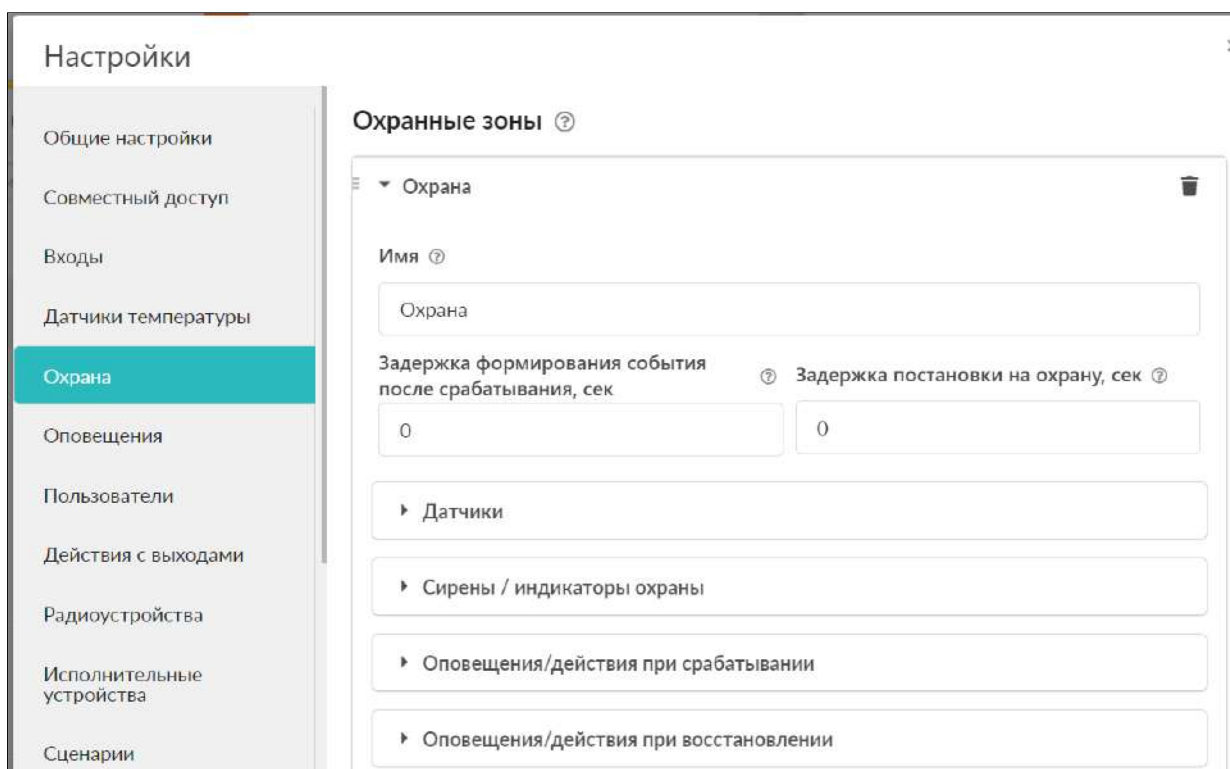 Настройки
Общие настройки
Совместный доступ
Входы
Датчики температуры
Охрана
Оповещения
Пользователи
Действия с выходами
Радиоустройства
Исполнительные
устройства
Сценарии
Охранные зоны
Охрана
Имя
Охрана
Задержка формирования события
после срабатывания, сек
0
Задержка постановки на охрану, сек
0
Датчики
Сирены / индикаторы охраны
Оповещения/действия при срабатывании
Оповещения/действия при восстановлении